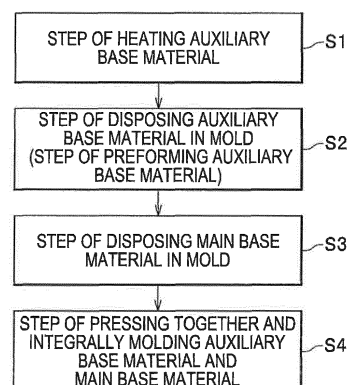 STEP OF HEATING AUXILIARY
BASE MATERIAL
S1
STEP OF DISPOSING AUXILIARY
BASE MATERIAL IN MOLD
(STEP OF PREFORMING AUXILIARY
BASE MATERIAL)
S2
STEP OF DISPOSING MAIN BASE
MATERIAL IN MOLD
S3
STEP OF PRESSING TOGETHER AND
INTEGRALLY MOLDING AUXILIARY
BASE MATERIAL AND
MAIN BASE MATERIAL
S4